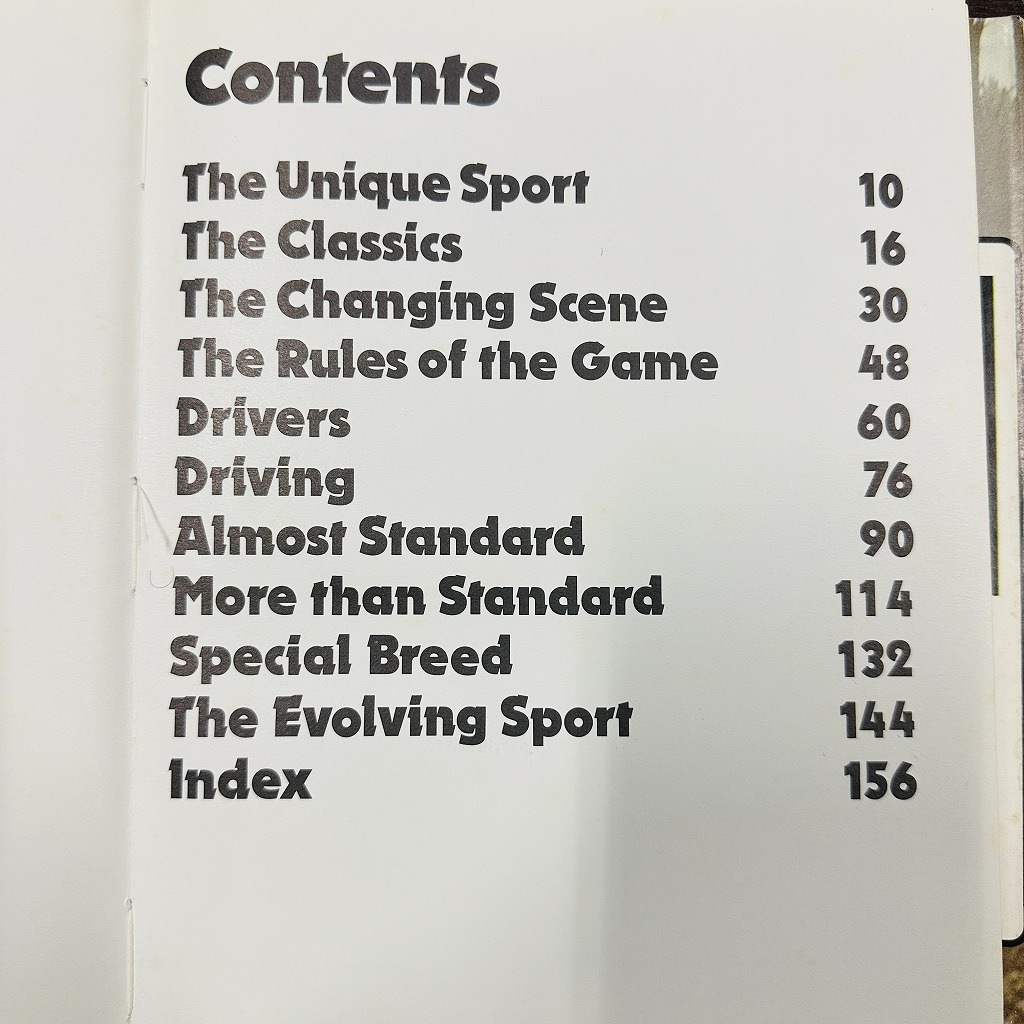 Contents
The Unique Sport 10
The Classics 16
The Changing Scene 30
The Rules of the Game 48
Drivers 60
Driving 76
Almost Standard 90
More than Standard 114
Special Breed 132
The Evolving Sport 144
Index 156